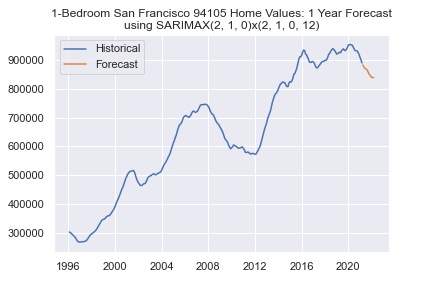 1-Bedroom San Francisco 94105 Home Values: 1 Year Forecast
using SARIMAX(2, 1, 0)x(2, 1, 0, 12)
Historical
Forecast
900000
800000
700000
600000
500000
400000
300000
1996 2000 2004 2008 2012 2016 2020